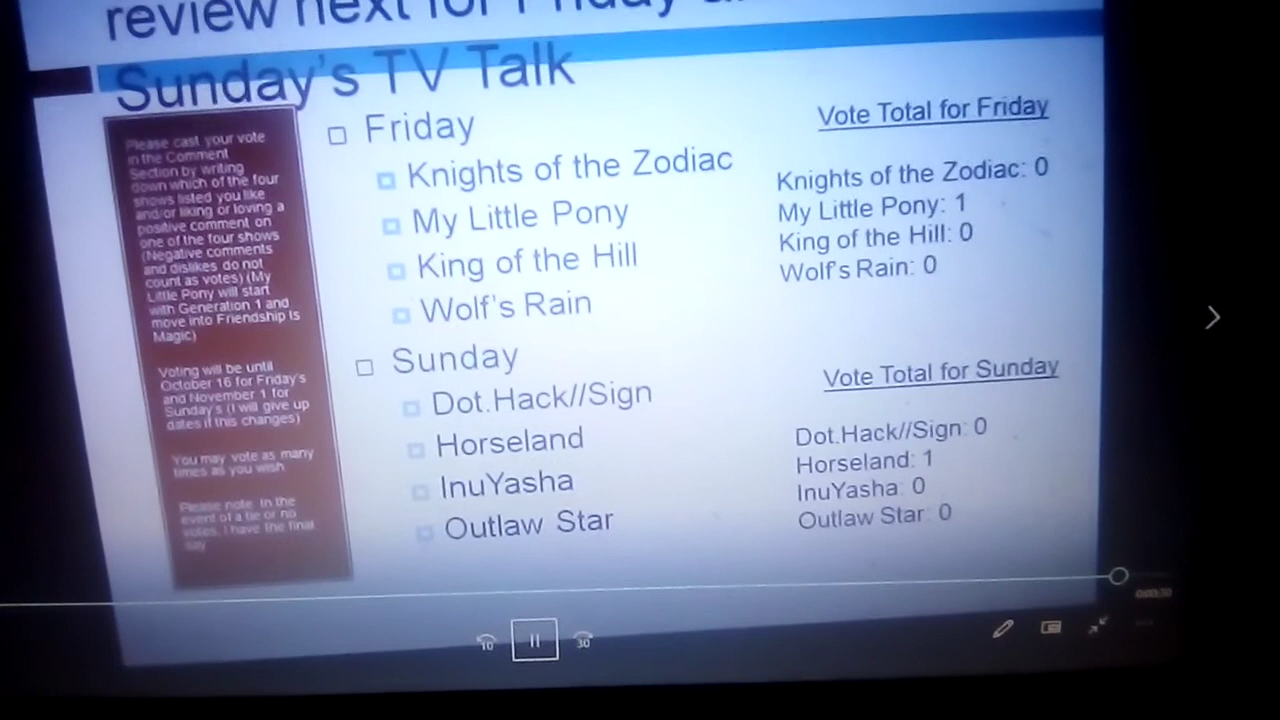 review next for Friday
Sunday's TV Talk
Please cast your vote
in the Comment
Section by writing
down which of the four
shows listed you like
and/or liking or loving a
positive comment on
one of the four shows
(Negative comments
and dislikes do not
count as votes) (My
Little Pony will start
with Generation 1 and
move into Friendship Is
Magic)
Voting will be until
October 16 for Friday's
and November 1 for
Sunday's (I will give up
dates if this changes)
You may vote as many
times as you wish
Please note: In the
event of a tie or no
votes, I have the final
say
Friday
Knights of the Zodiac
My Little Pony
King of the Hill
Wolf's Rain
Sunday
Dot.Hack//Sign
Horseland
InuYasha
Outlaw Star
Vote Total for Friday
Knights of the Zodiac: 0
My Little Pony: 1
King of the Hill: 0
Wolf's Rain: 0
Vote Total for Sunday
Dot.Hack//Sign: 0
Horseland: 1
InuYasha: 0
Outlaw Star: 0
10
30